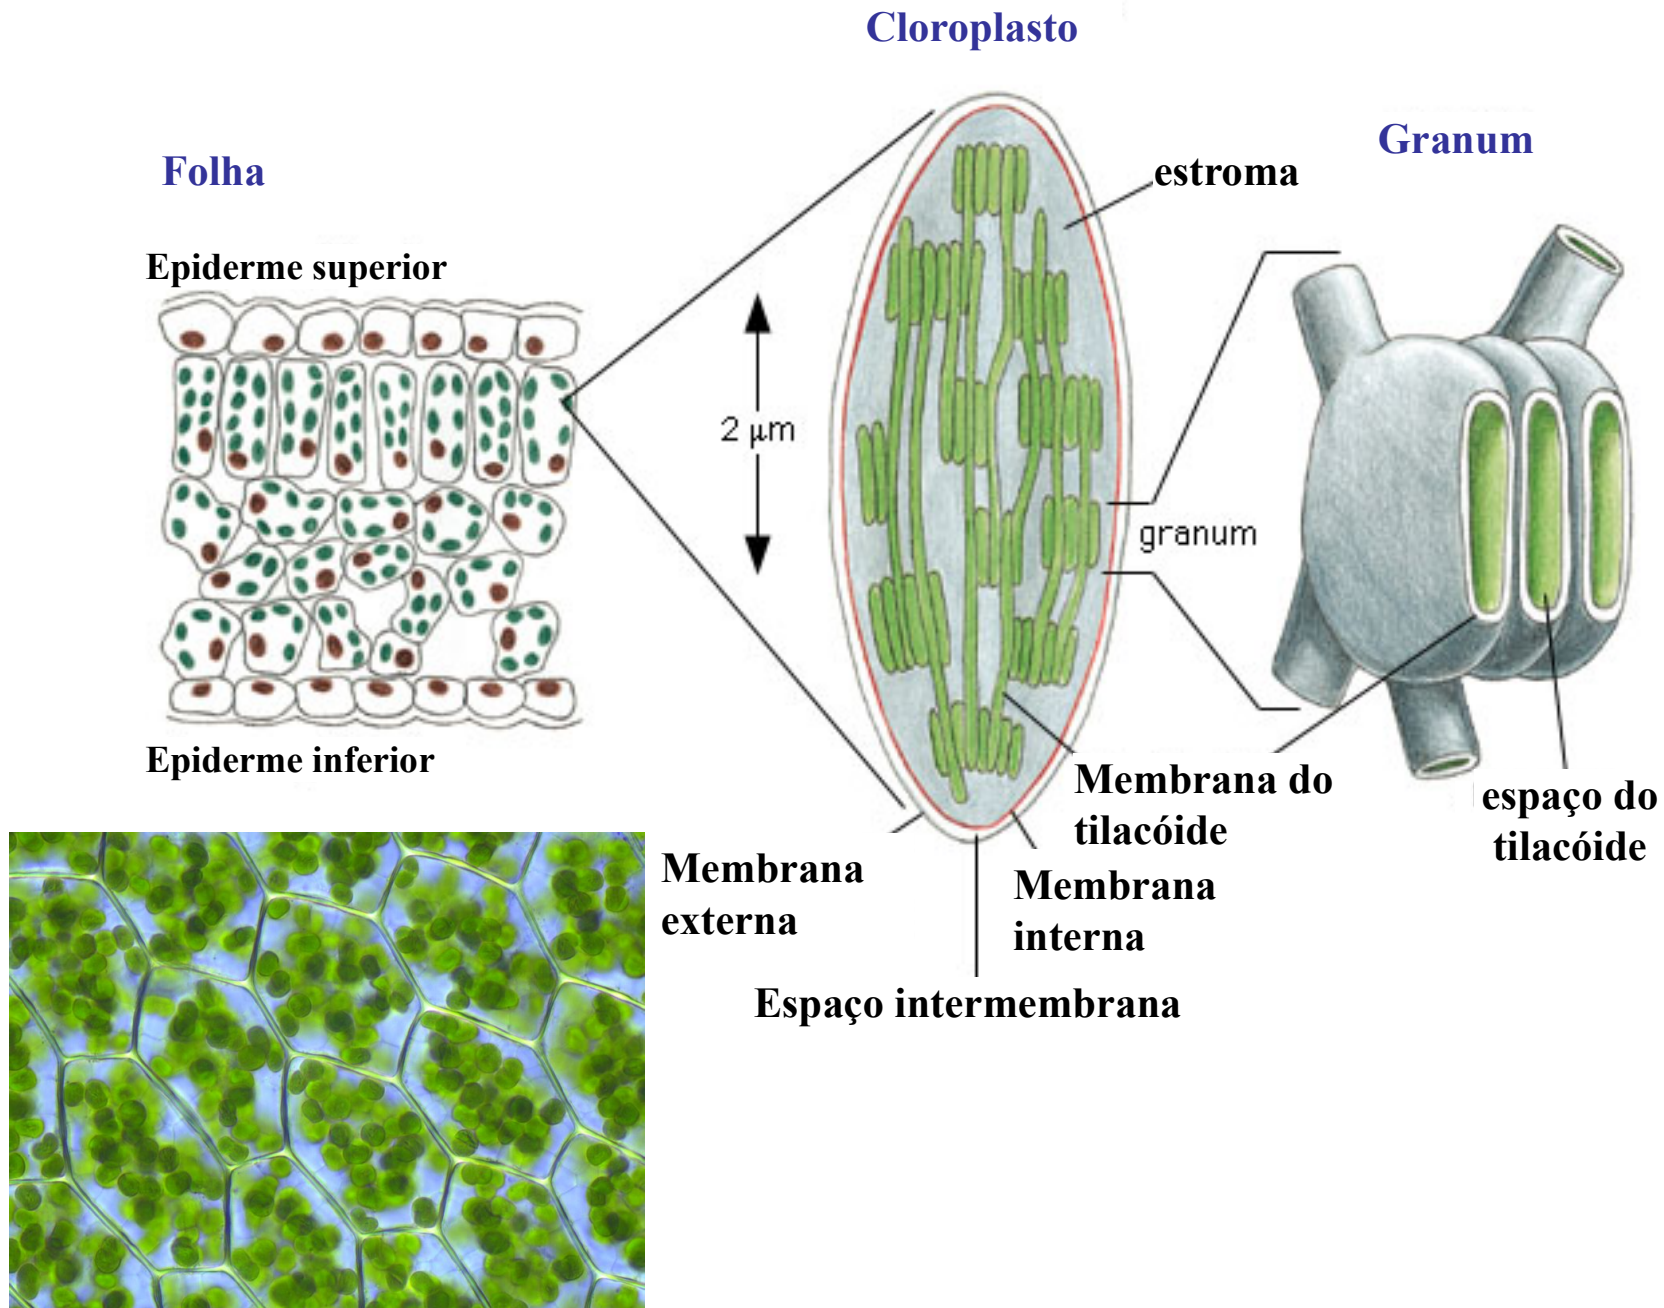 Cloroplasto
Granum
Folha
estroma
Epiderme superior
2 µm
granum
Epiderme inferior
Membrana do
tilacóide
espaço do
tilacóide
Membrana
externa
Membrana
interna
Espaço intermembrana